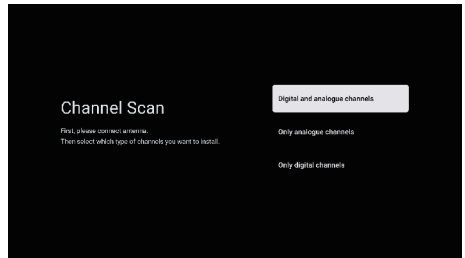 Channel Scan
First, please connect antenna.
Then select which type of channels you want to install.
Digital and analogue channels
Only analogue channels
Only digital channels